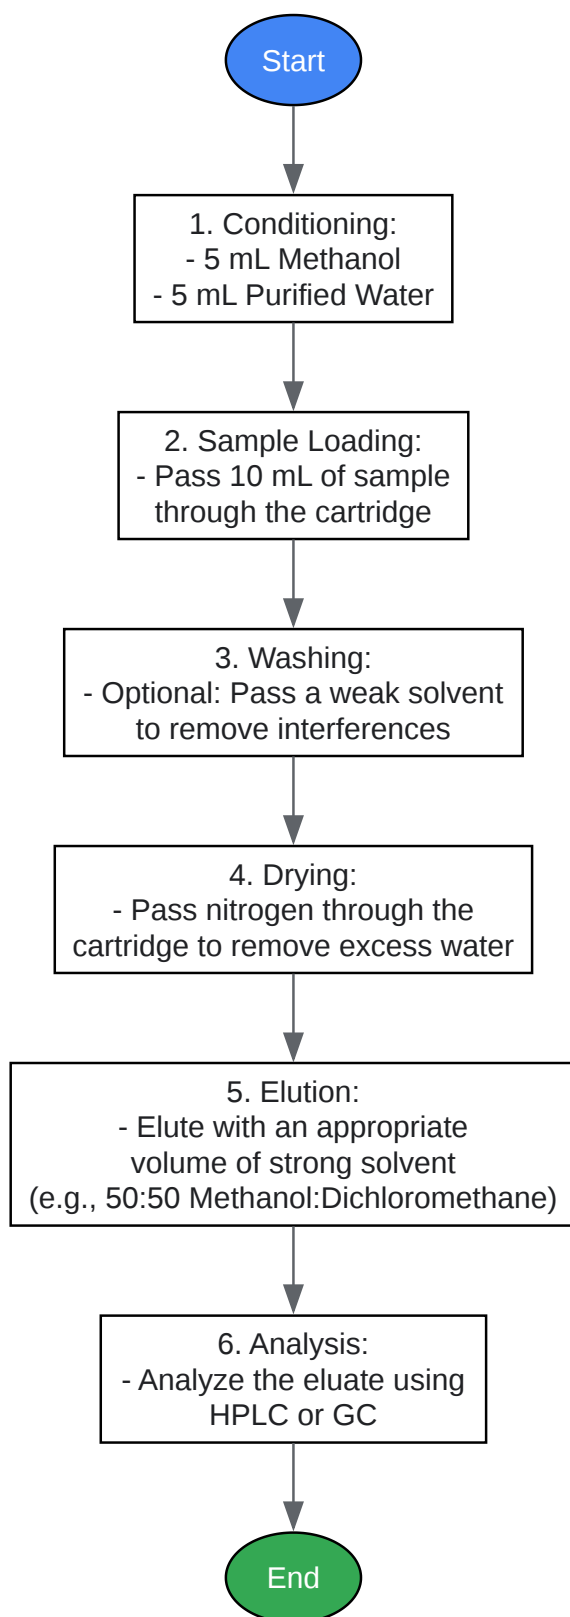 Start
1. Conditioning:
- 5 mL Methanol
- 5 mL Purified Water
2. Sample Loading:
- Pass 10 mL of sample
through the cartridge
3. Washing:
- Optional: Pass a weak solvent
to remove interferences
4. Drying:
- Pass nitrogen through the
cartridge to remove excess water
5. Elution:
- Elute with an appropriate
volume of strong solvent
(e.g., 50:50 Methanol:Dichloromethane)
6. Analysis:
- Analyze the eluate using
HPLC or GC
End